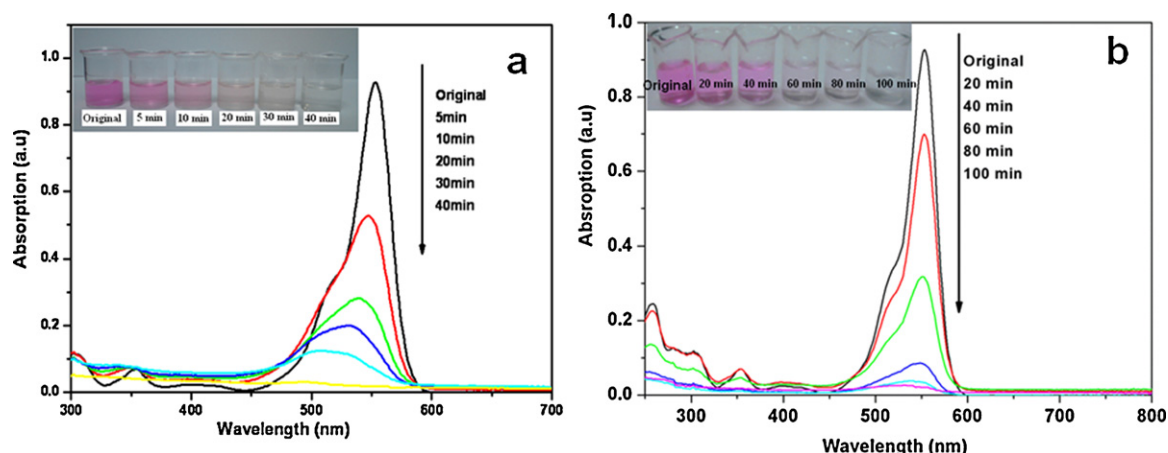 a
Original
5min
10min
20min
30min
40min
Original 5 min 10 min 20 min 30 min 40 min
Absorption (a.u)
1.0
0.8
0.6
0.4
0.2
0.0
300 400 500 600 700
Wavelength (nm)
b
Original
20 min
40 min
60 min
80 min
100 min
Original 20 min 40 min 60 min 80 min 100 min
Absroption (a.u)
1.0
0.8
0.6
0.4
0.2
0.0
300 400 500 600 700 800
Wavelength (nm)